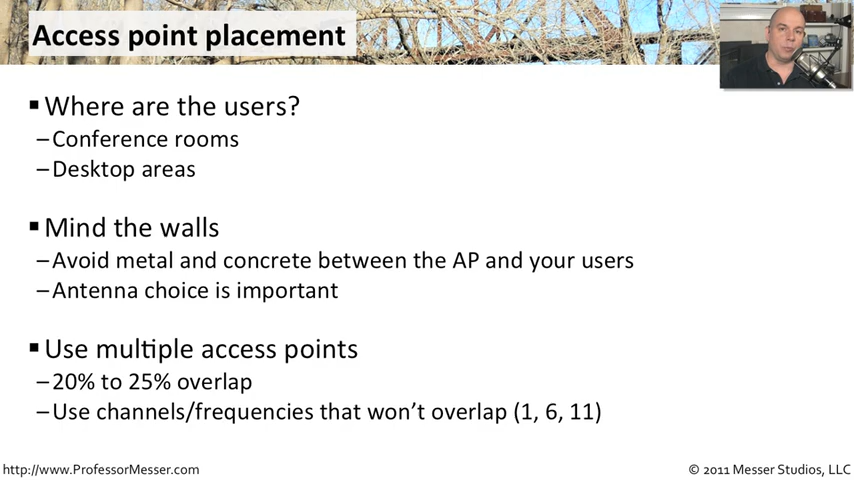 Access point placement
▪ Where are the users?
–Conference rooms
–Desktop areas
▪ Mind the walls
–Avoid metal and concrete between the AP and your users
–Antenna choice is important
▪ Use multiple access points
–20% to 25% overlap
–Use channels/frequencies that won’t overlap (1, 6, 11)
http://www.ProfessorMesser.com
© 2011 Messer Studios, LLC